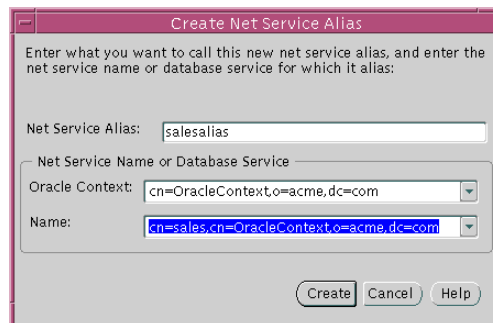 Create Net Service Alias
Enter what you want to call this new net service alias, and enter the
net service name or database service for which it alias:
Net Service Alias: salesalias
Net Service Name or Database Service
Oracle Context: cn=OracleContext,o=acme,dc=com
Name: cn=sales,cn=OracleContext,o=acme,dc=com
Create Cancel Help